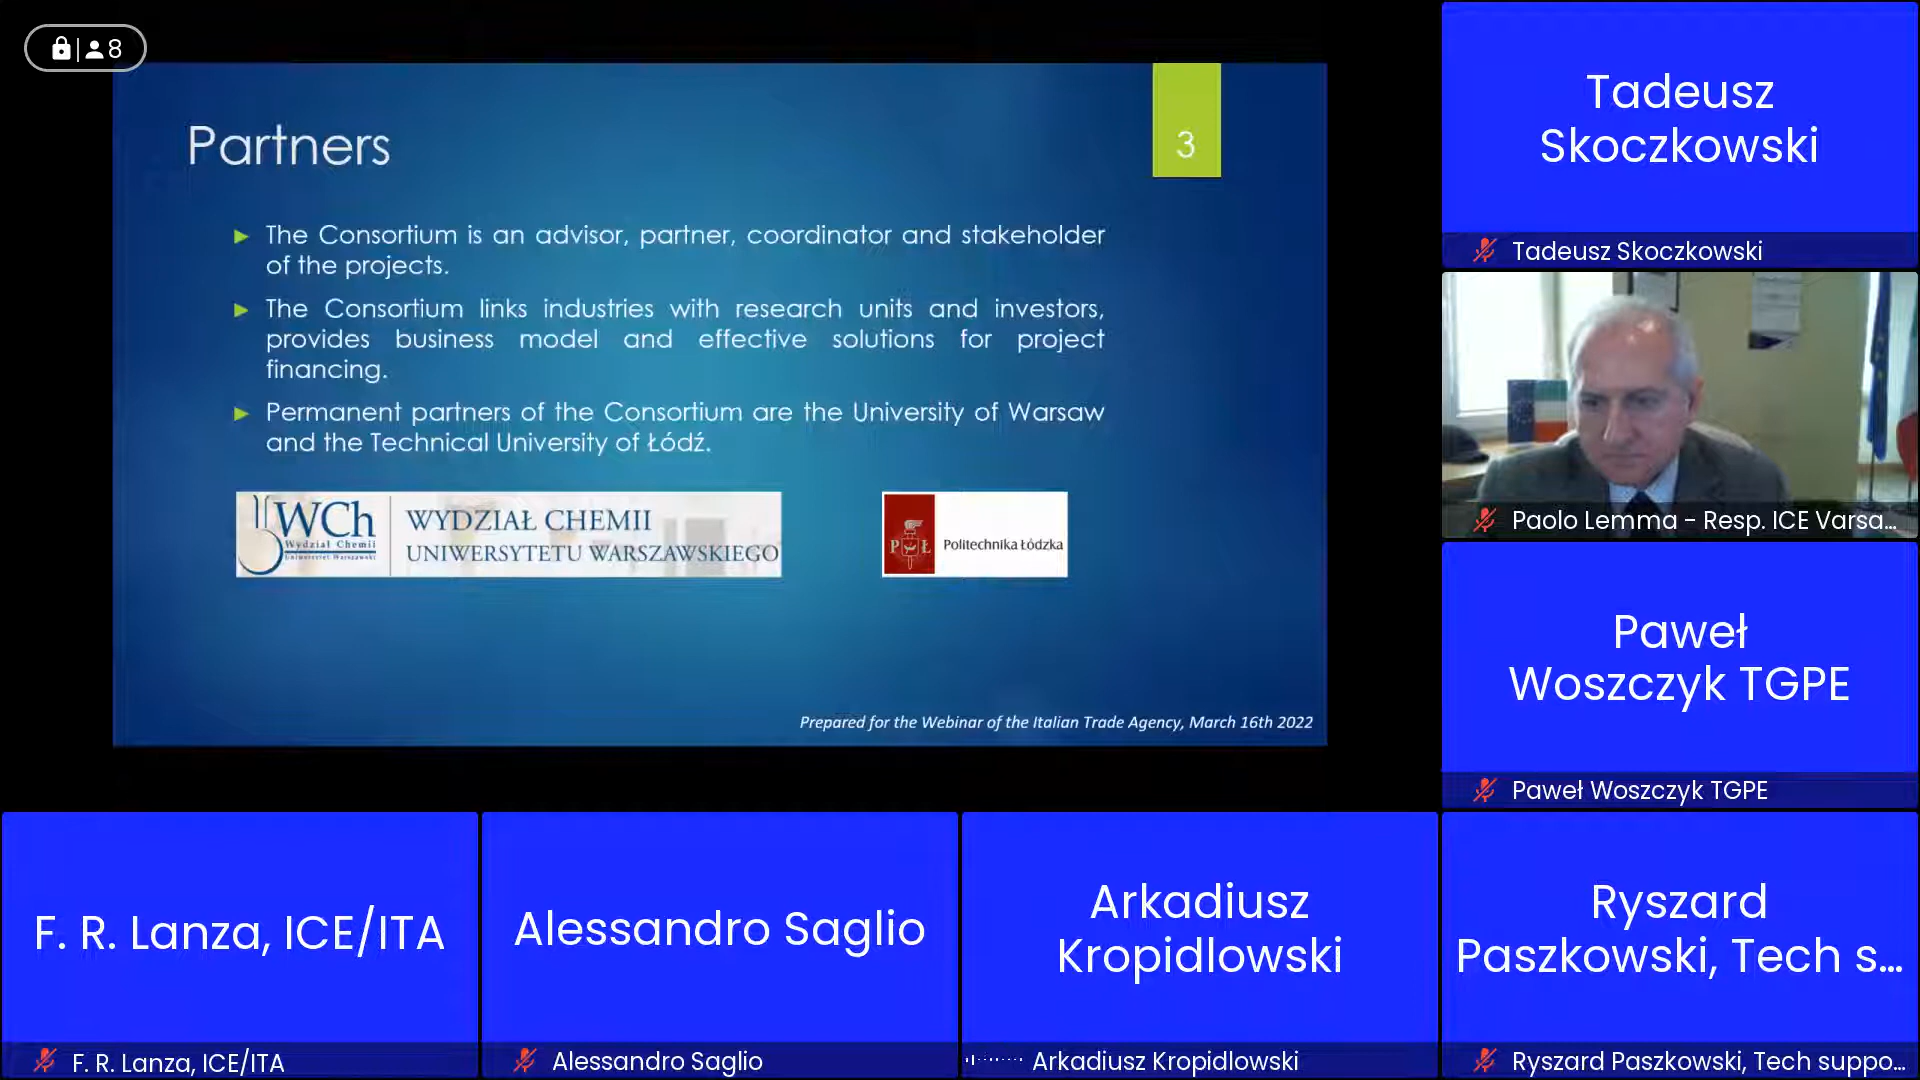 8
Partners
3
The Consortium is an advisor, partner, coordinator and stakeholder
of the projects.
The Consortium links industries with research units and investors,
provides business model and effective solutions for project
financing.
Permanent partners of the Consortium are the University of Warsaw
and the Technical University of Łódź.
WCh
Wydział Chemii
Uniwersytet Warszawski
WYDZIAŁ CHEMII
UNIWERSYTETU WARSZAWSKIEGO
P Ł
Politechnika Łódzka
Prepared for the Webinar of the Italian Trade Agency, March 16th 2022
Tadeusz
Skoczkowski
Tadeusz Skoczkowski
Paolo Lemma - Resp. ICE Varsa...
Paweł
Woszczyk TGPE
Paweł Woszczyk TGPE
F. R. Lanza, ICE/ITA
F. R. Lanza, ICE/ITA
Alessandro Saglio
Alessandro Saglio
Arkadiusz
Kropidlowski
Arkadiusz Kropidlowski
Ryszard
Paszkowski, Tech s...
Ryszard Paszkowski, Tech suppo...